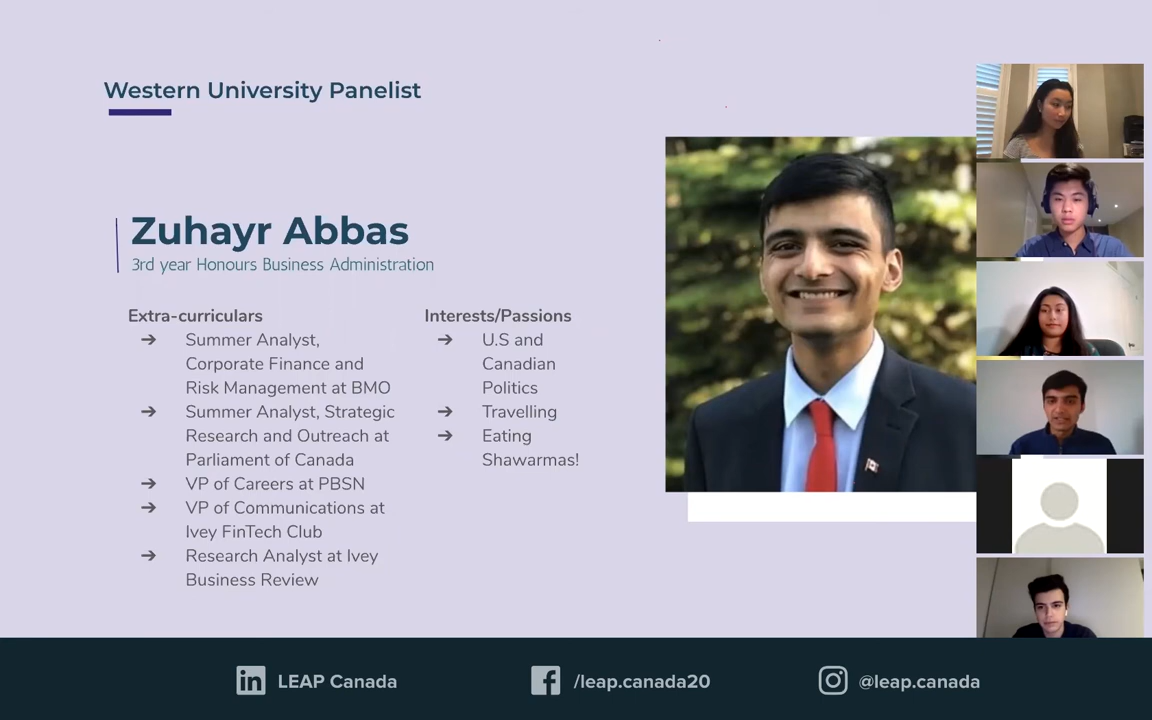 Western University Panelist
Zuhayr Abbas
3rd year Honours Business Administration
Extra-curriculars
➔ Summer Analyst,
Corporate Finance and
Risk Management at BMO
➔ Summer Analyst, Strategic
Research and Outreach at
Parliament of Canada
➔ VP of Careers at PBSN
➔ VP of Communications at
Ivey FinTech Club
➔ Research Analyst at Ivey
Business Review
Interests/Passions
➔ U.S and
Canadian
Politics
➔ Travelling
➔ Eating
Shawarmas!
LEAP Canada
/leap.canada20
@leap.canada